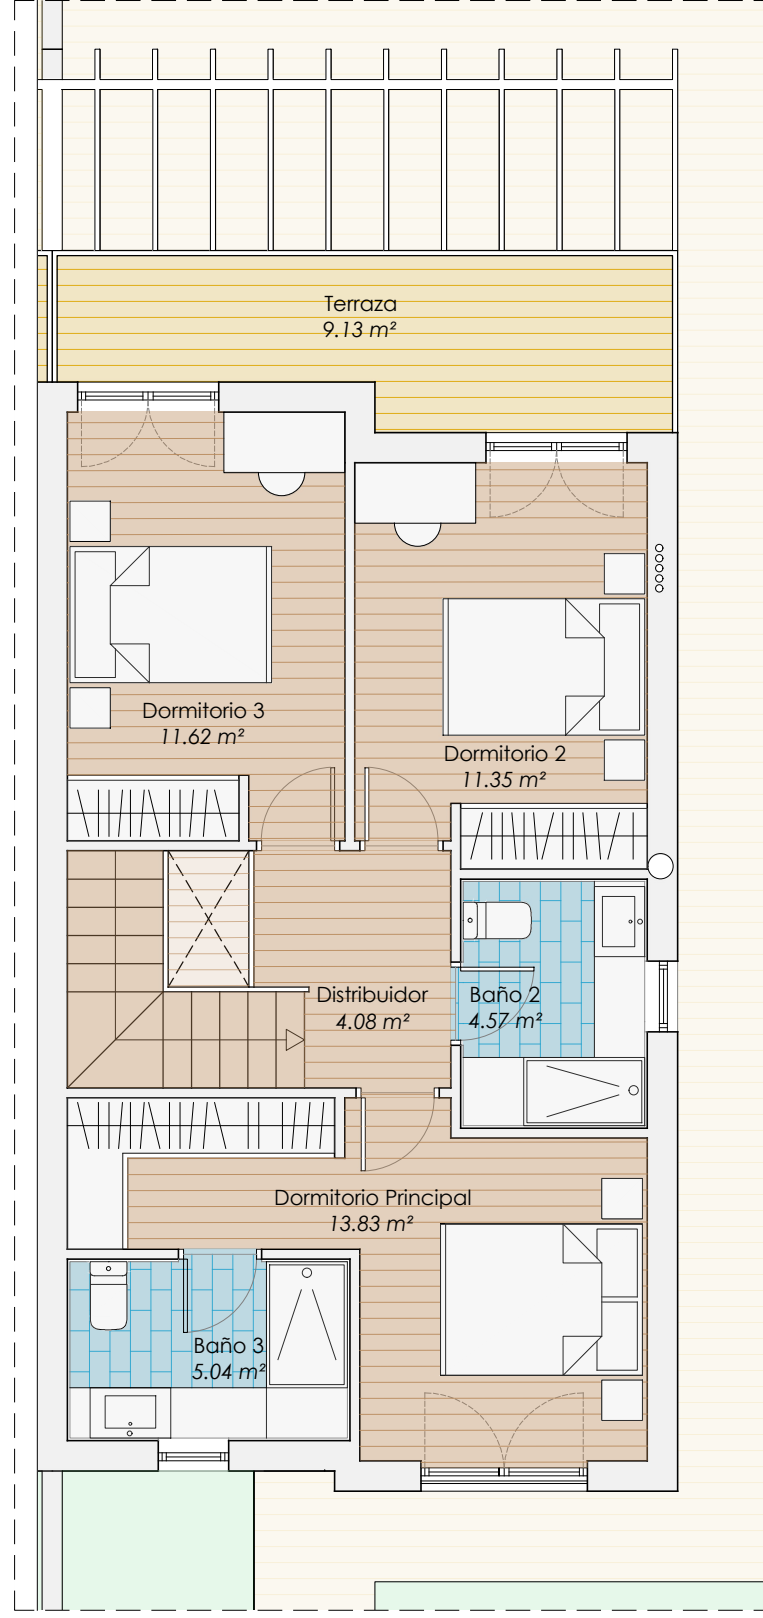 Terraza
9.13 m²
Dormitorio 3
11.62 m²
Dormitorio 2
11.35 m²
Distribuidor
4.08 m²
Baño 2
4.57 m²
Dormitorio Principal
13.83 m²
Baño 3
5.04 m²